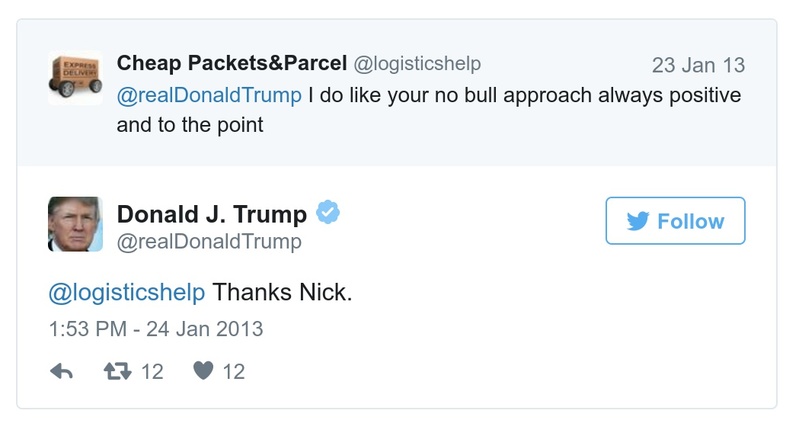 EXPRESS
DELIVERY
Cheap Packets&Parcel @logisticshelp 23 Jan 13
@realDonaldTrump I do like your no bull approach always positive
and to the point
Donald J. Trump
@realDonaldTrump
Follow
@logisticshelp Thanks Nick.
1:53 PM - 24 Jan 2013
12 12